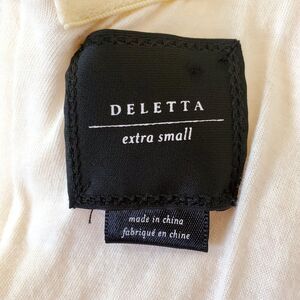 DELETTA
extra small
made in china
fabriqué en chine